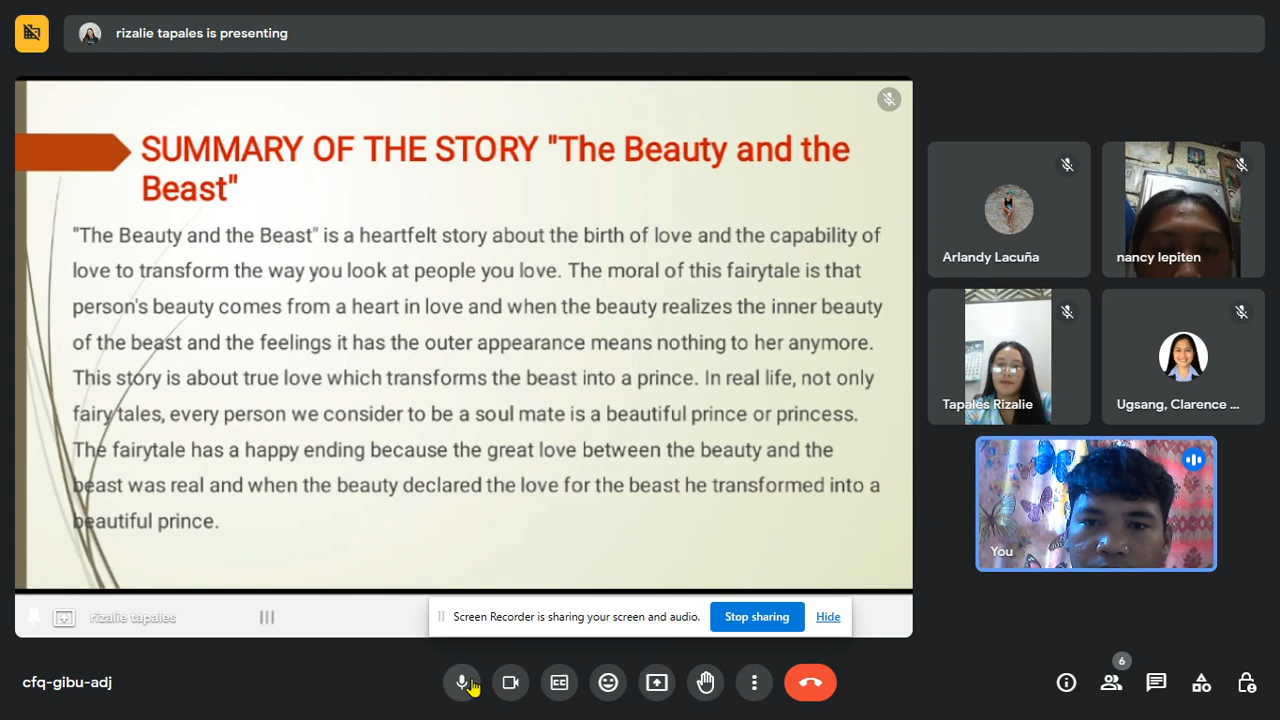 rizalie tapales is presenting
SUMMARY OF THE STORY "The Beauty and the
Beast"
"The Beauty and the Beast" is a heartfelt story about the birth of love and the capability of
love to transform the way you look at people you love. The moral of this fairytale is that
person's beauty comes from a heart in love and when the beauty realizes the inner beauty
of the beast and the feelings it has the outer appearance means nothing to her anymore.
This story is about true love which transforms the beast into a prince. In real life, not only
fairy tales, every person we consider to be a soul mate is a beautiful prince or princess.
The fairytale has a happy ending because the great love between the beauty and the
beast was real and when the beauty declared the love for the beast he transformed into a
beautiful prince.
rizalie tapales
Screen Recorder is sharing your screen and audio.
Stop sharing
Hide
Arlandy Lacuña
nancy lepiten
Tapales Rizalie
Ugsang, Clarence ...
You
cfq-gibu-adj
CC
6